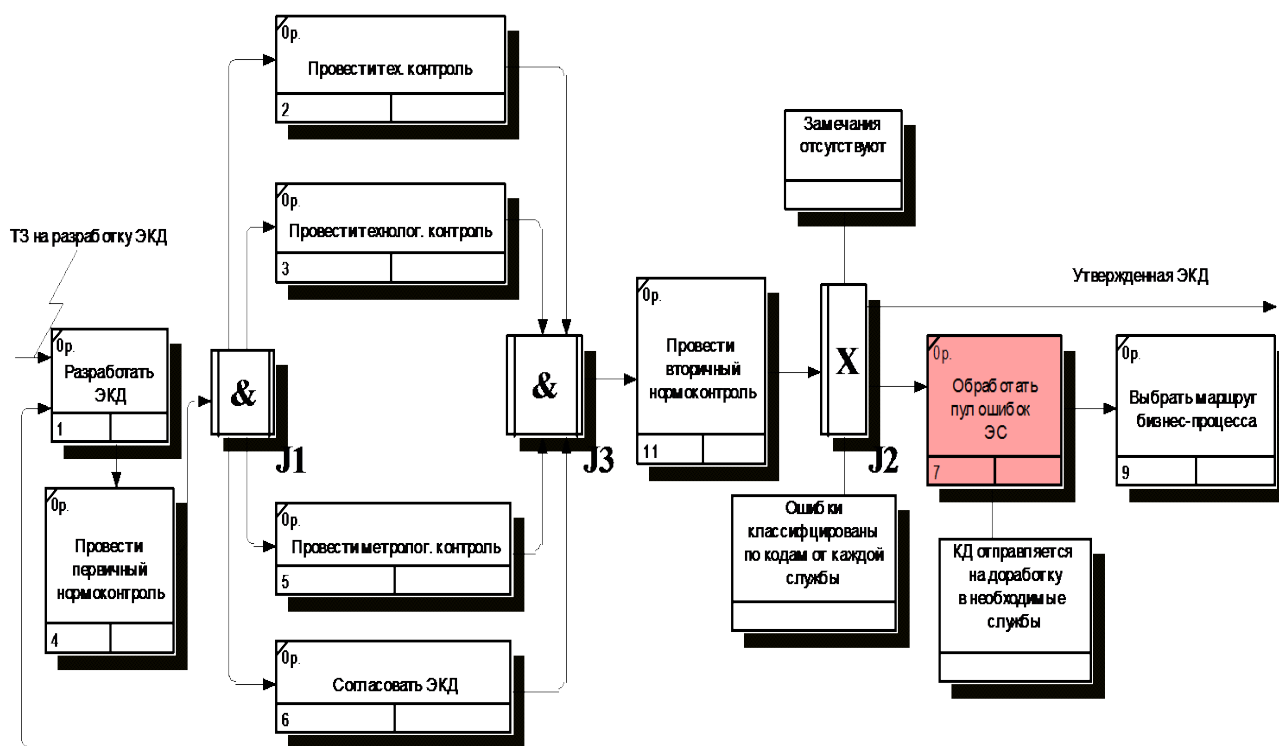 0р.
Провести тех. контроль
2
Замечания
отсутствуют
0р.
Провести технолог. контроль
3
ТЗ на разработку ЭКД
Утвержденная ЭКД
0р.
Разработать
ЭКД
1
&
J1
&
J3
0р.
Провести
вторичный
нормоконтроль
11
X
J2
0р.
Обработать
пул ошибок
ЭС
7
0р.
Выбрать маршрут
бизнес-процесса
9
0р.
Провести
первичный
нормоконтроль
4
0р.
Провести метролог. контроль
5
Ошибки
классифцированы
по кодам от каждой
службы
КД отправляется
на доработку
в необходимые
службы
0р.
Согласовать ЭКД
6